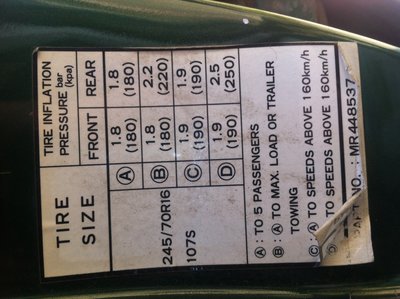 TIRE SIZE
TIRE INFLATION
PRESSURE bar (kpa)
FRONT REAR
245/70R16
107S
Ⓐ 1.8 (180) 1.8 (180)
Ⓑ 1.8 (180) 2.2 (220)
Ⓒ 1.9 (190) 1.9 (190)
Ⓓ 1.9 (190) 2.5 (250)
Ⓐ : TO 5 PASSENGERS
Ⓑ : Ⓐ TO MAX. LOAD OR TRAILER
TOWING
Ⓒ : Ⓐ TO SPEEDS ABOVE 160km/h
TO SPEEDS ABOVE 160km/h
PART NO. : MR448537